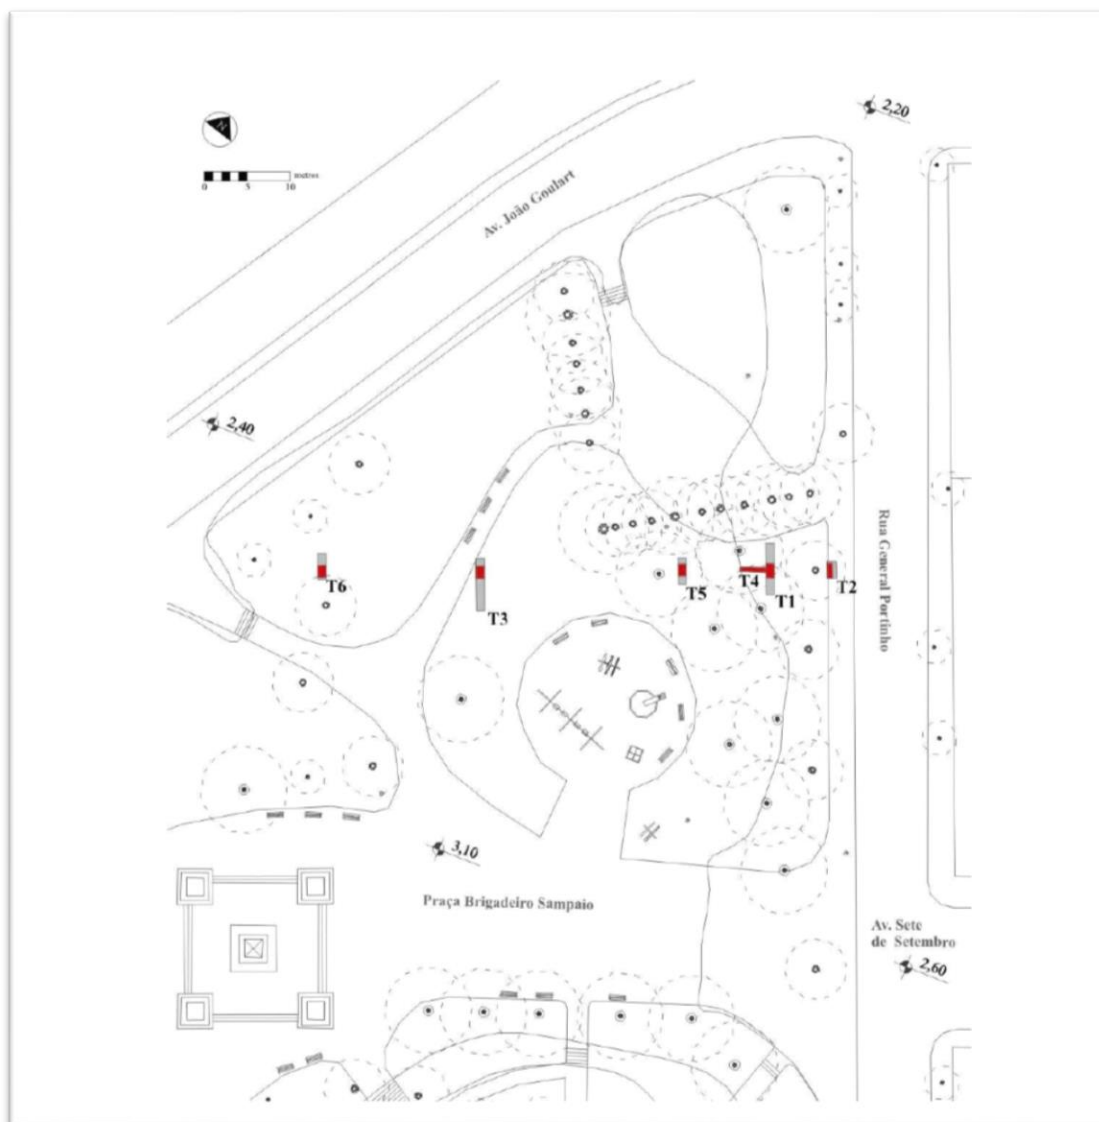 2,20
N
metros
0 5 10
Av. João Goulart
2,40
Rua General Portinho
T6
T3
T5
T4
T1
T2
3,10
Praça Brigadeiro Sampaio
Av. Sete
de Setembro
2,60